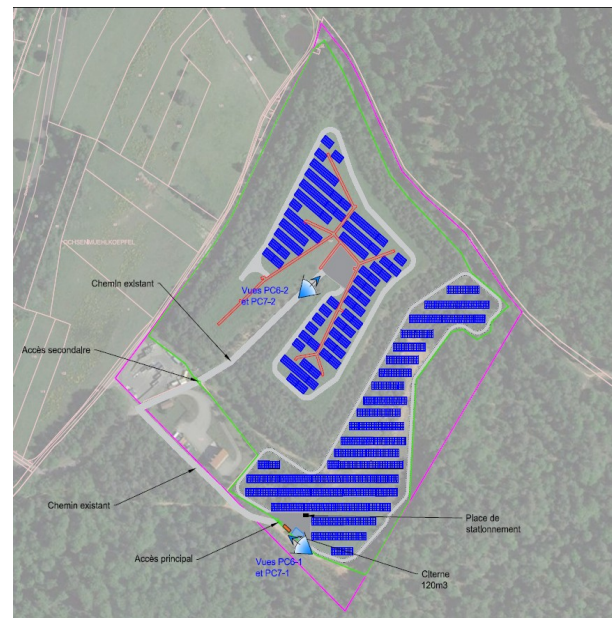 Chemin existant
Vues PC6-2
et PC7-2
Accès secondaire
Chemin existant
Place de
stationnement
Accès principal
Vues PC6-1
et PC7-1
Citerne
120m3